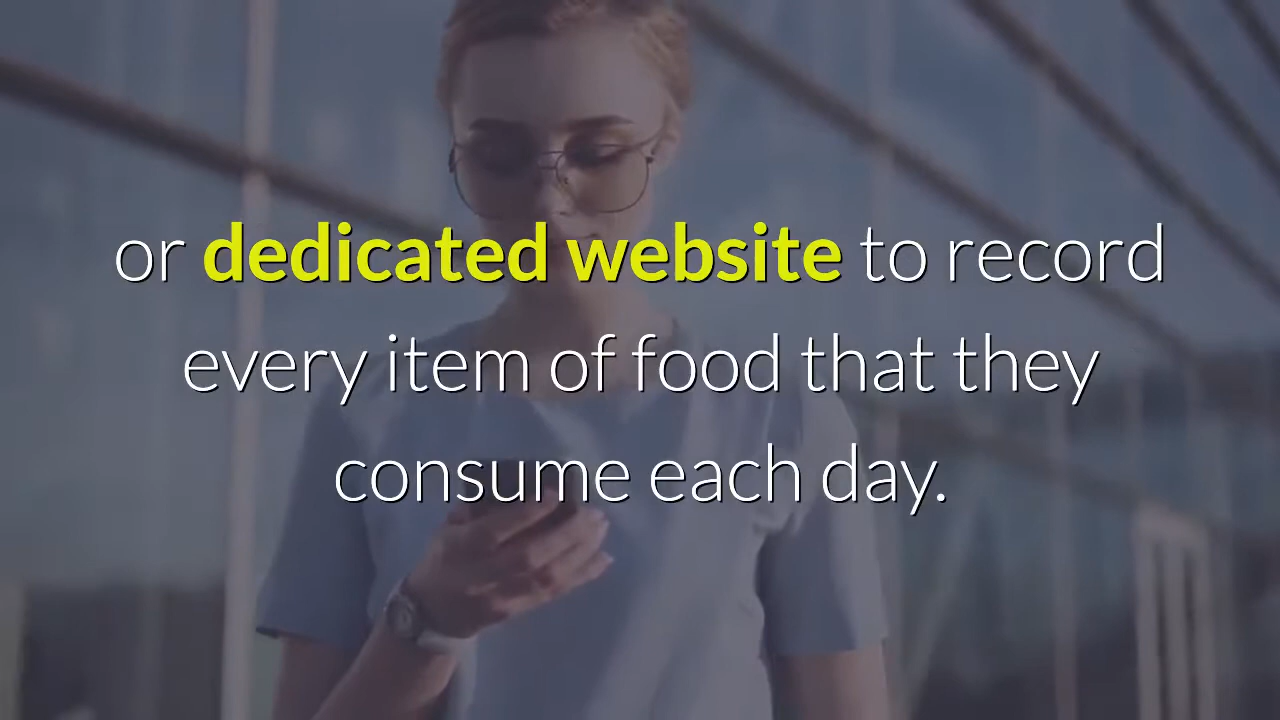 or dedicated website to record
every item of food that they
consume each day.